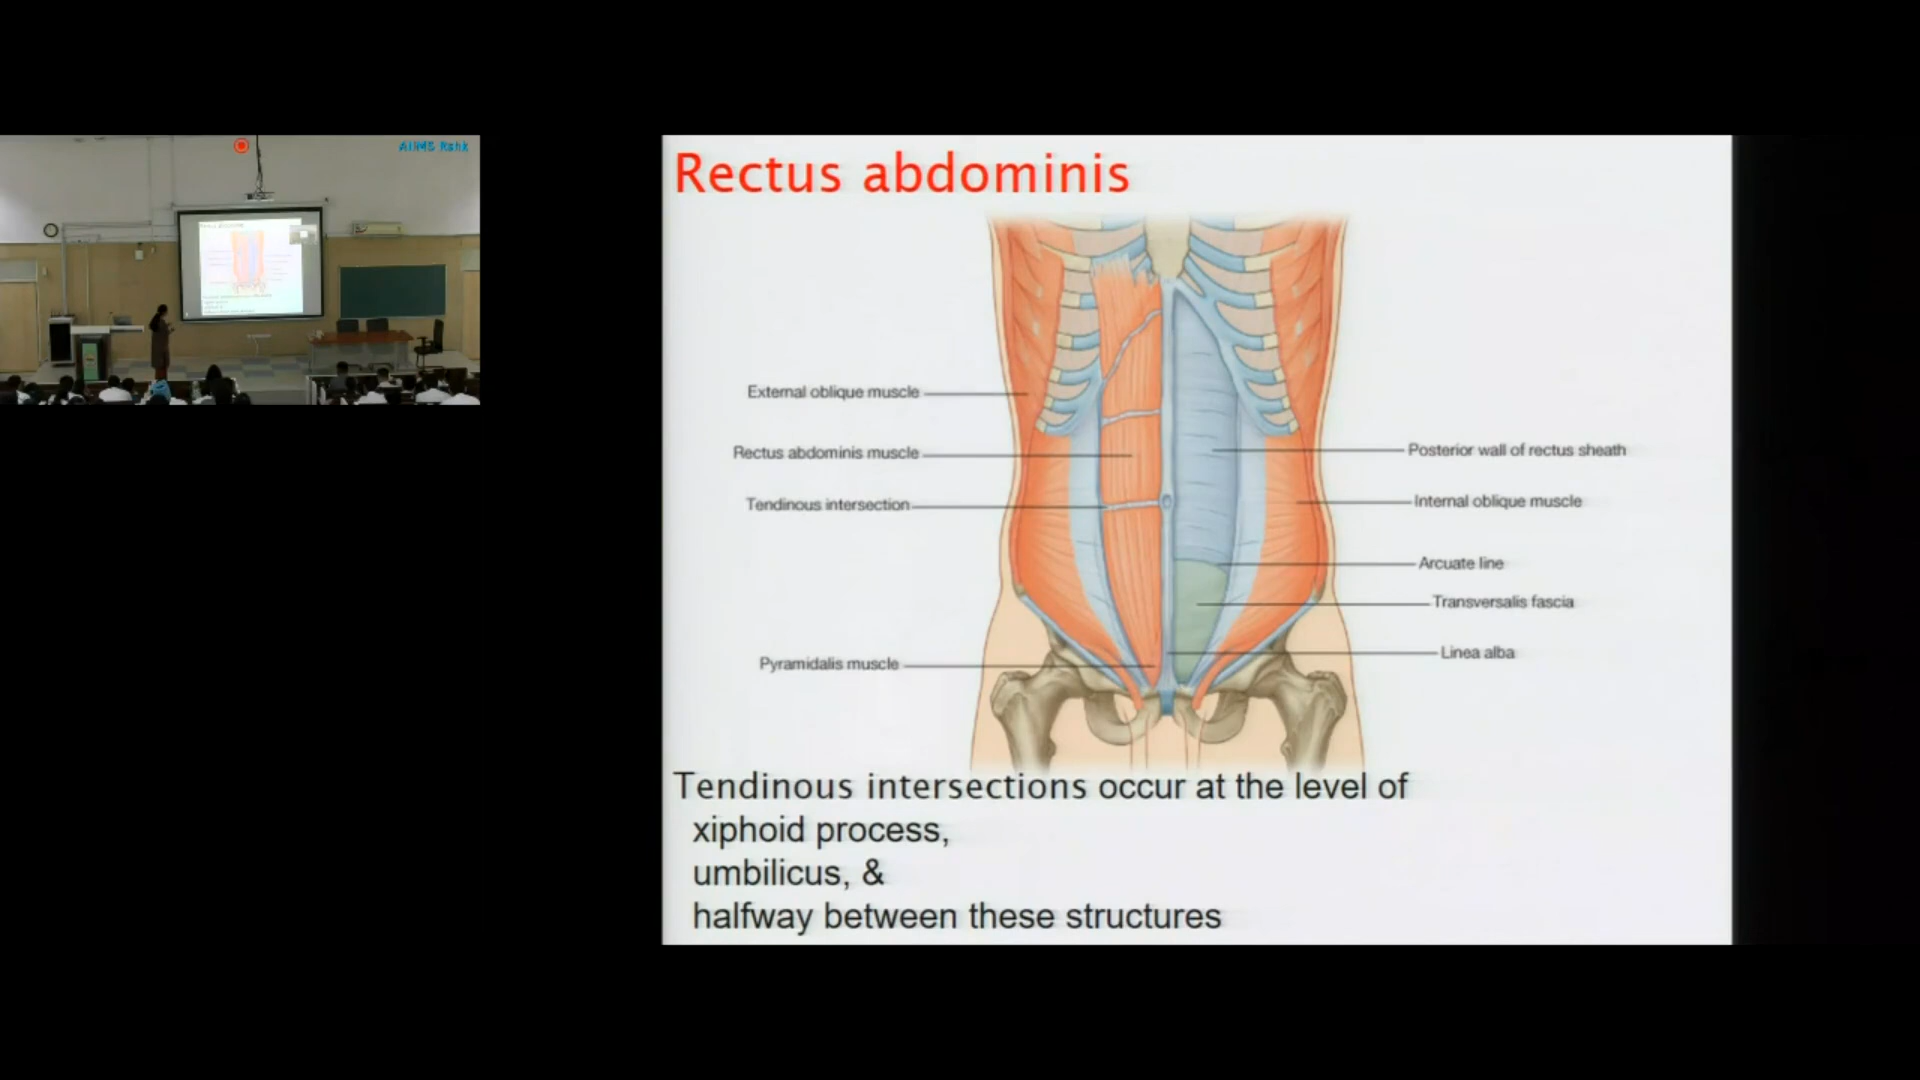 AIIMS Rshk
Rectus abdominis
External oblique muscle
Rectus abdominis muscle
Tendinous intersection
Pyramidalis muscle
Posterior wall of rectus sheath
Internal oblique muscle
Arcuate line
Transversalis fascia
Linea alba
Tendinous intersections occur at the level of
xiphoid process,
umbilicus, &
halfway between these structures